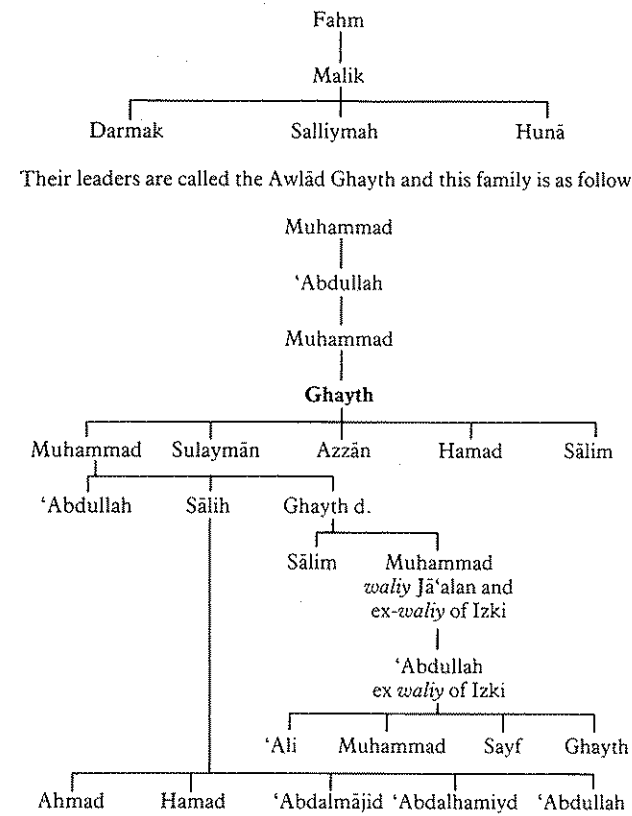 Fahm
Malik
Darmak Salliymah Hunā
Their leaders are called the Awlād Ghayth and this family is as follow
Muhammad
‘Abdullah
Muhammad
Ghayth
Muhammad Sulaymān Azzān Hamad Sālim
‘Abdullah Sālih Ghayth d.
Sālim Muhammad
waliy Jā‘alan and
ex-waliy of Izki
‘Abdullah
ex waliy of Izki
‘Ali Muhammad Sayf Ghayth
Ahmad Hamad ‘Abdalmājid ‘Abdalhamiyd ‘Abdullah